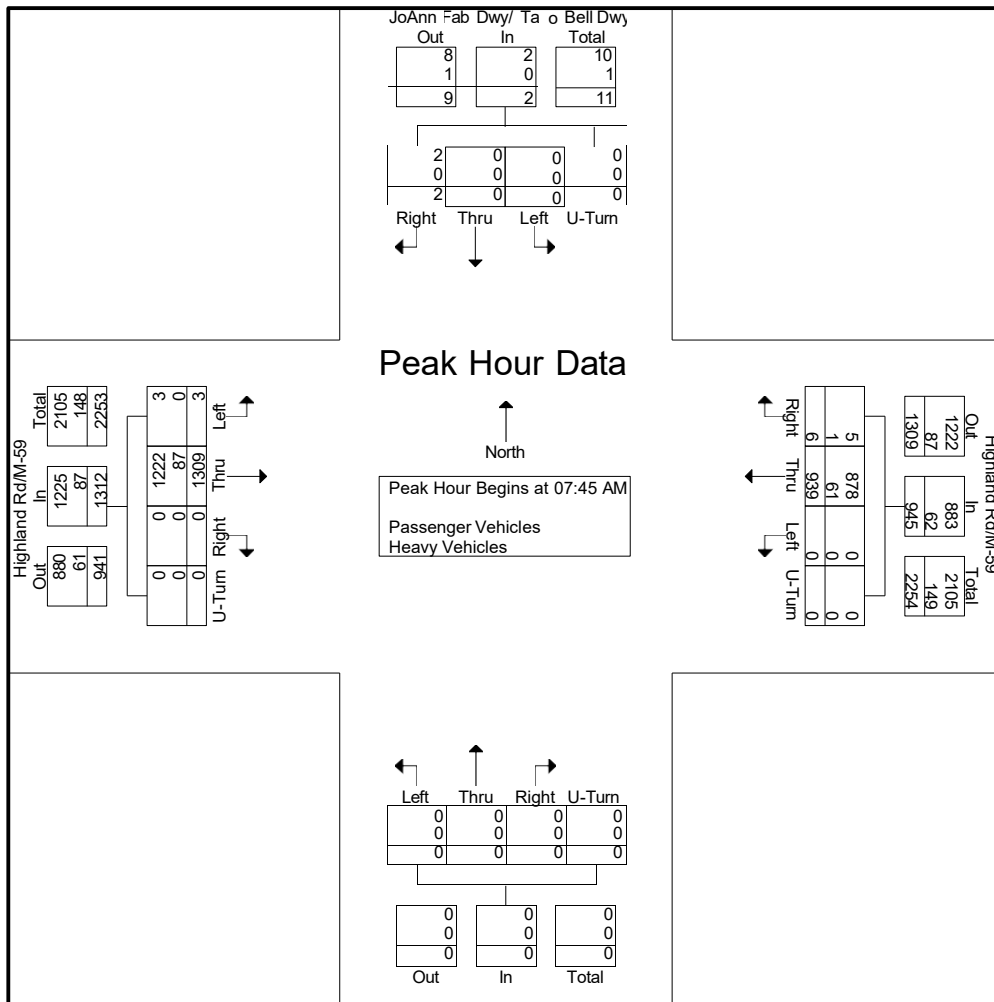 JoAnn Fab Dwy/ Ta o Bell Dwy
Out In Total
8 2 10
1 0 1
9 2 11
2 0 0 0
0 0 0 0
2 0 0 0
Right Thru Left U-Turn
Peak Hour Data
North
Peak Hour Begins at 07:45 AM
Passenger Vehicles
Heavy Vehicles
Highland Rd/M-59
Out In Total
880 1225 2105
61 87 148
941 1312 2253
U-Turn Right Thru Left
0 0 1222 3
0 0 87 0
0 0 1309 3
Highland Rd/M-59
Out In Total
1222 883 2105
87 62 149
1309 945 2254
Right Thru Left U-Turn
5 878 0 0
1 61 0 0
6 939 0 0
Left Thru Right U-Turn
0 0 0 0
0 0 0 0
0 0 0 0
0 0 0
0 0 0
0 0 0
Out In Total